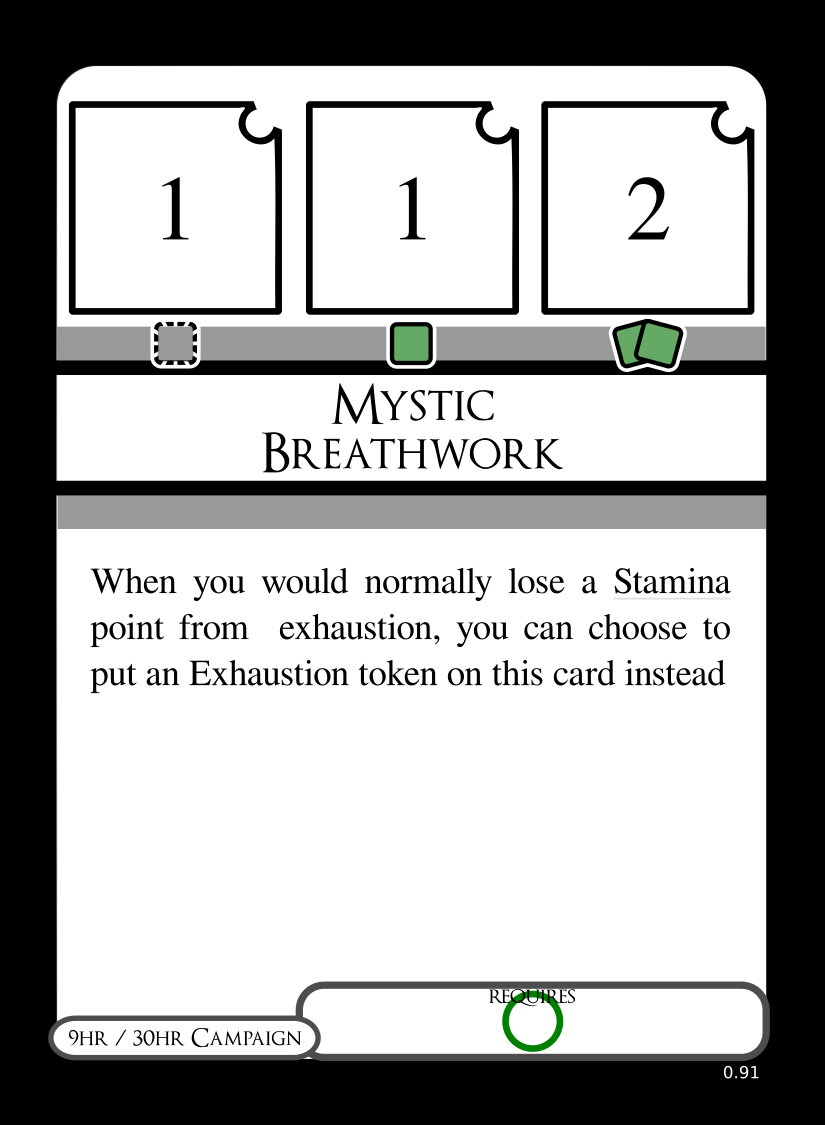 1 1 2
Mystic
Breathwork
When you would normally lose a Stamina
point from exhaustion, you can choose to
put an Exhaustion token on this card instead
REQUIRES
9HR / 30HR CAMPAIGN
0.91